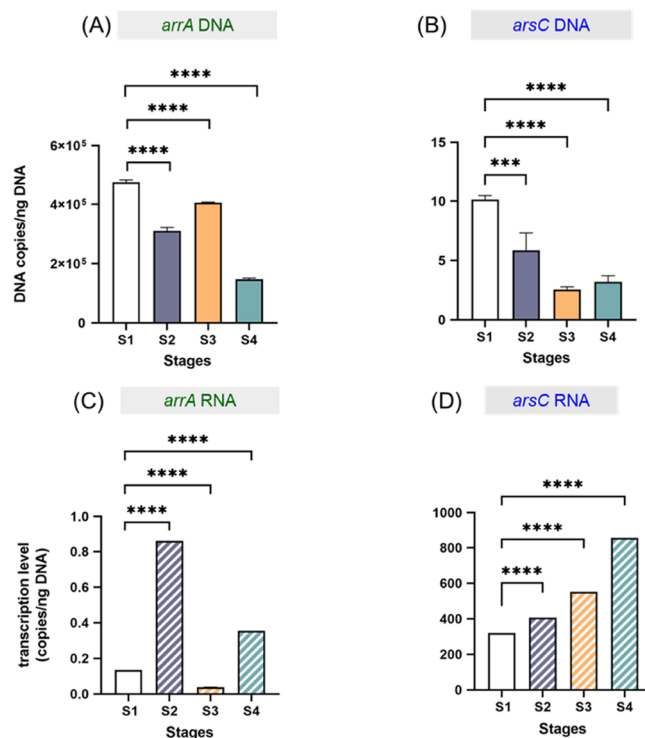 (A) arrA DNA
(B) arsC DNA
****
****
****
DNA copies/ng DNA
6×10⁵
4×10⁵
2×10⁵
0
S1 S2 S3 S4
Stages
****
****
***
15
10
5
0
S1 S2 S3 S4
Stages
(C) arrA RNA
(D) arsC RNA
****
****
****
transcription level
(copies/ng DNA)
1.0
0.8
0.6
0.4
0.2
0.0
S1 S2 S3 S4
Stages
****
****
****
1000
800
600
400
200
0
S1 S2 S3 S4
Stages